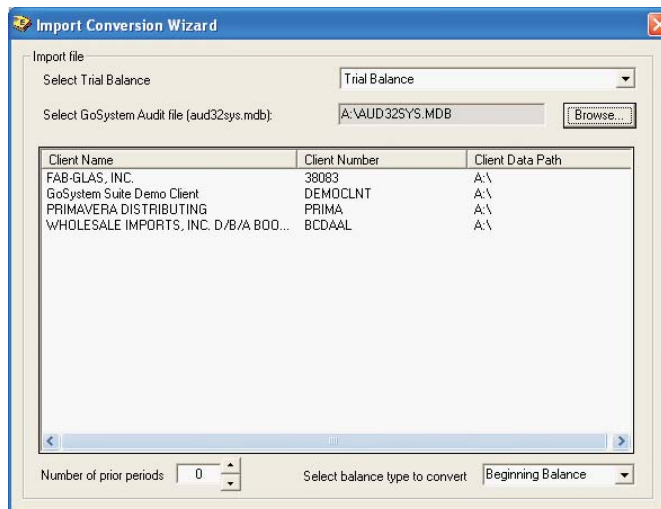 Import Conversion Wizard
Import file
Select Trial Balance
Trial Balance
Select GoSystem Audit file (aud32sys.mdb):
A:\AUD32SYS.MDB
Browse...
Client Name Client Number Client Data Path
FAB-GLAS, INC. 38083 A:\
GoSystem Suite Demo Client DEMOCLNT A:\
PRIMAVERA DISTRIBUTING PRIMA A:\
WHOLESALE IMPORTS, INC. D/B/A BOO... BCDAAL A:\
Number of prior periods 0 Select balance type to convert Beginning Balance